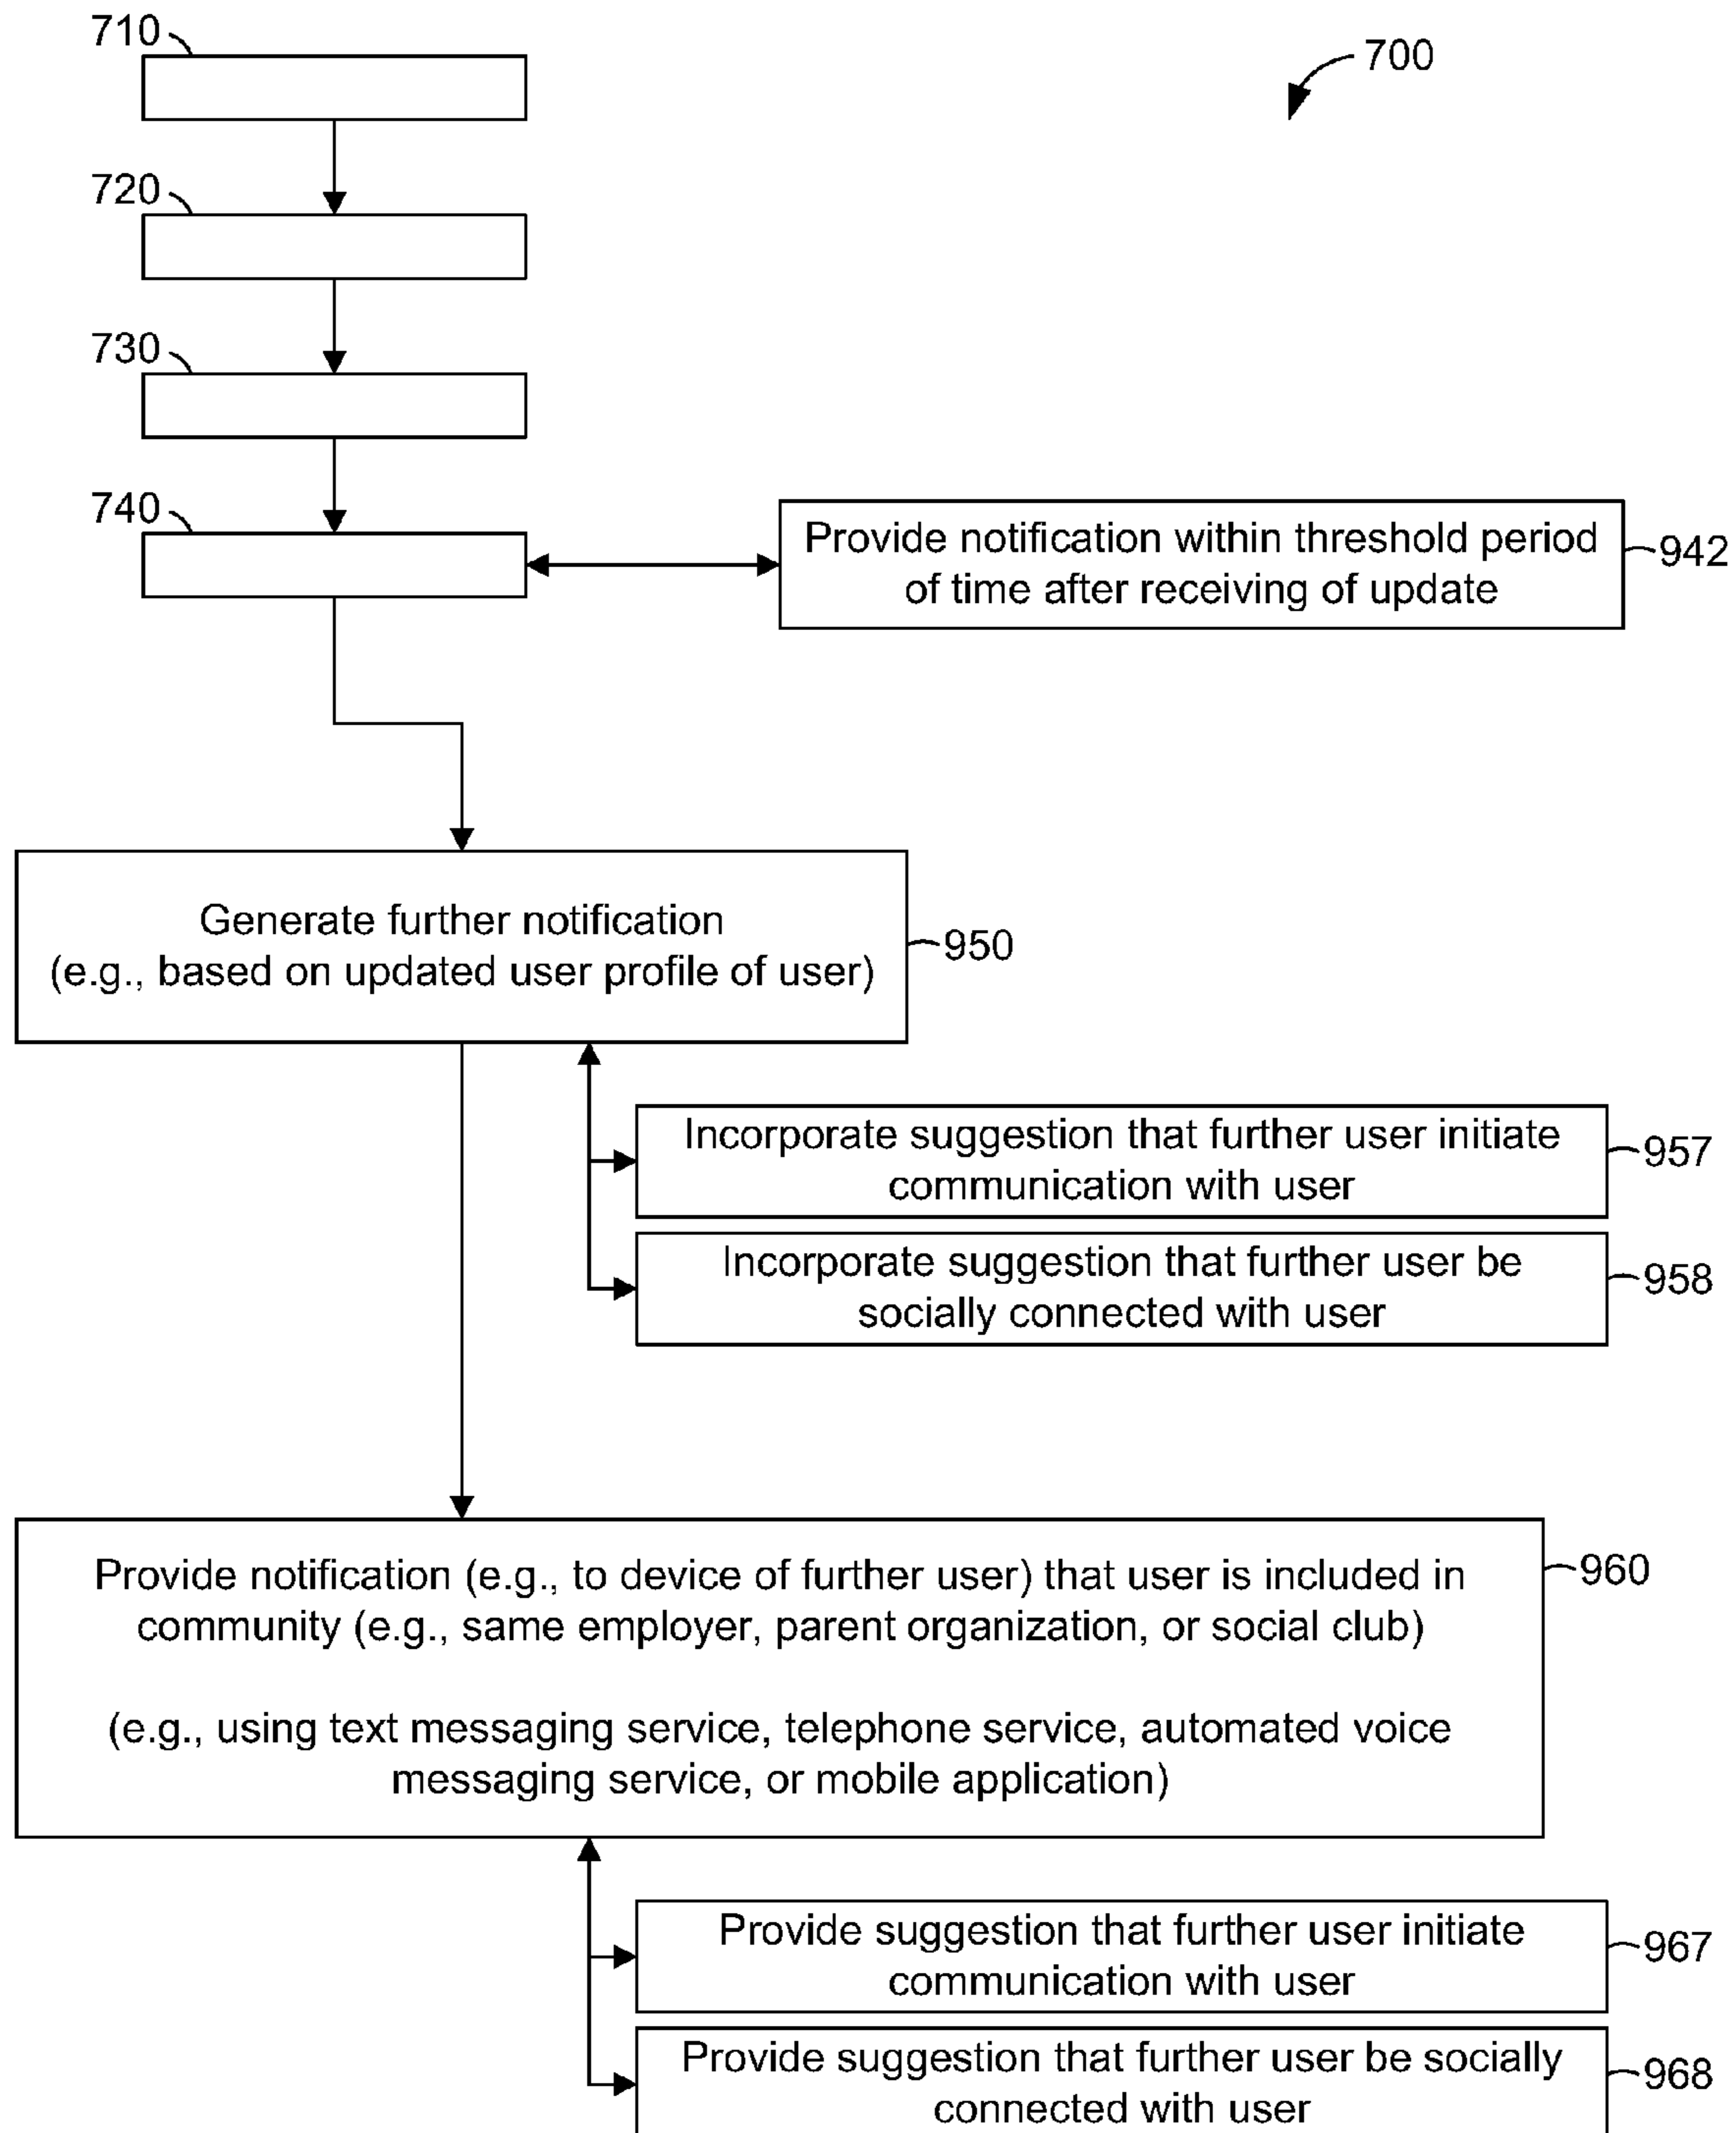 710
700
720
730
740
Provide notification within threshold period
of time after receiving of update
942
Generate further notification
(e.g., based on updated user profile of user)
950
Incorporate suggestion that further user initiate
communication with user
957
Incorporate suggestion that further user be
socially connected with user
958
Provide notification (e.g., to device of further user) that user is included in
community (e.g., same employer, parent organization, or social club)
(e.g., using text messaging service, telephone service, automated voice
messaging service, or mobile application)
960
Provide suggestion that further user initiate
communication with user
967
Provide suggestion that further user be socially
connected with user
968